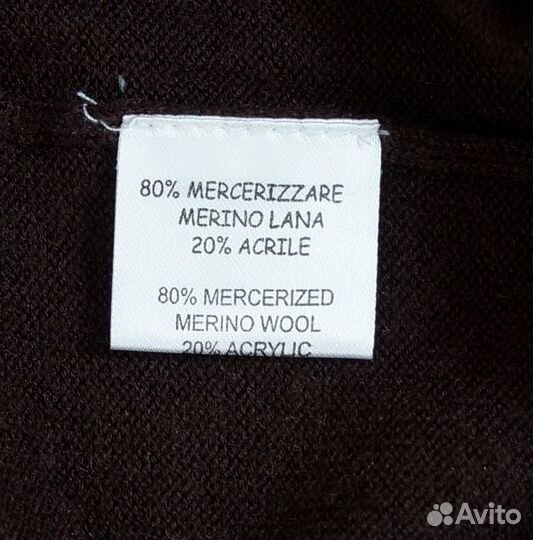 80% MERCERIZZARE
MERINO LANA
20% ACRILE
80% MERCERIZED
MERINO WOOL
20% ACRYLIC
Avito